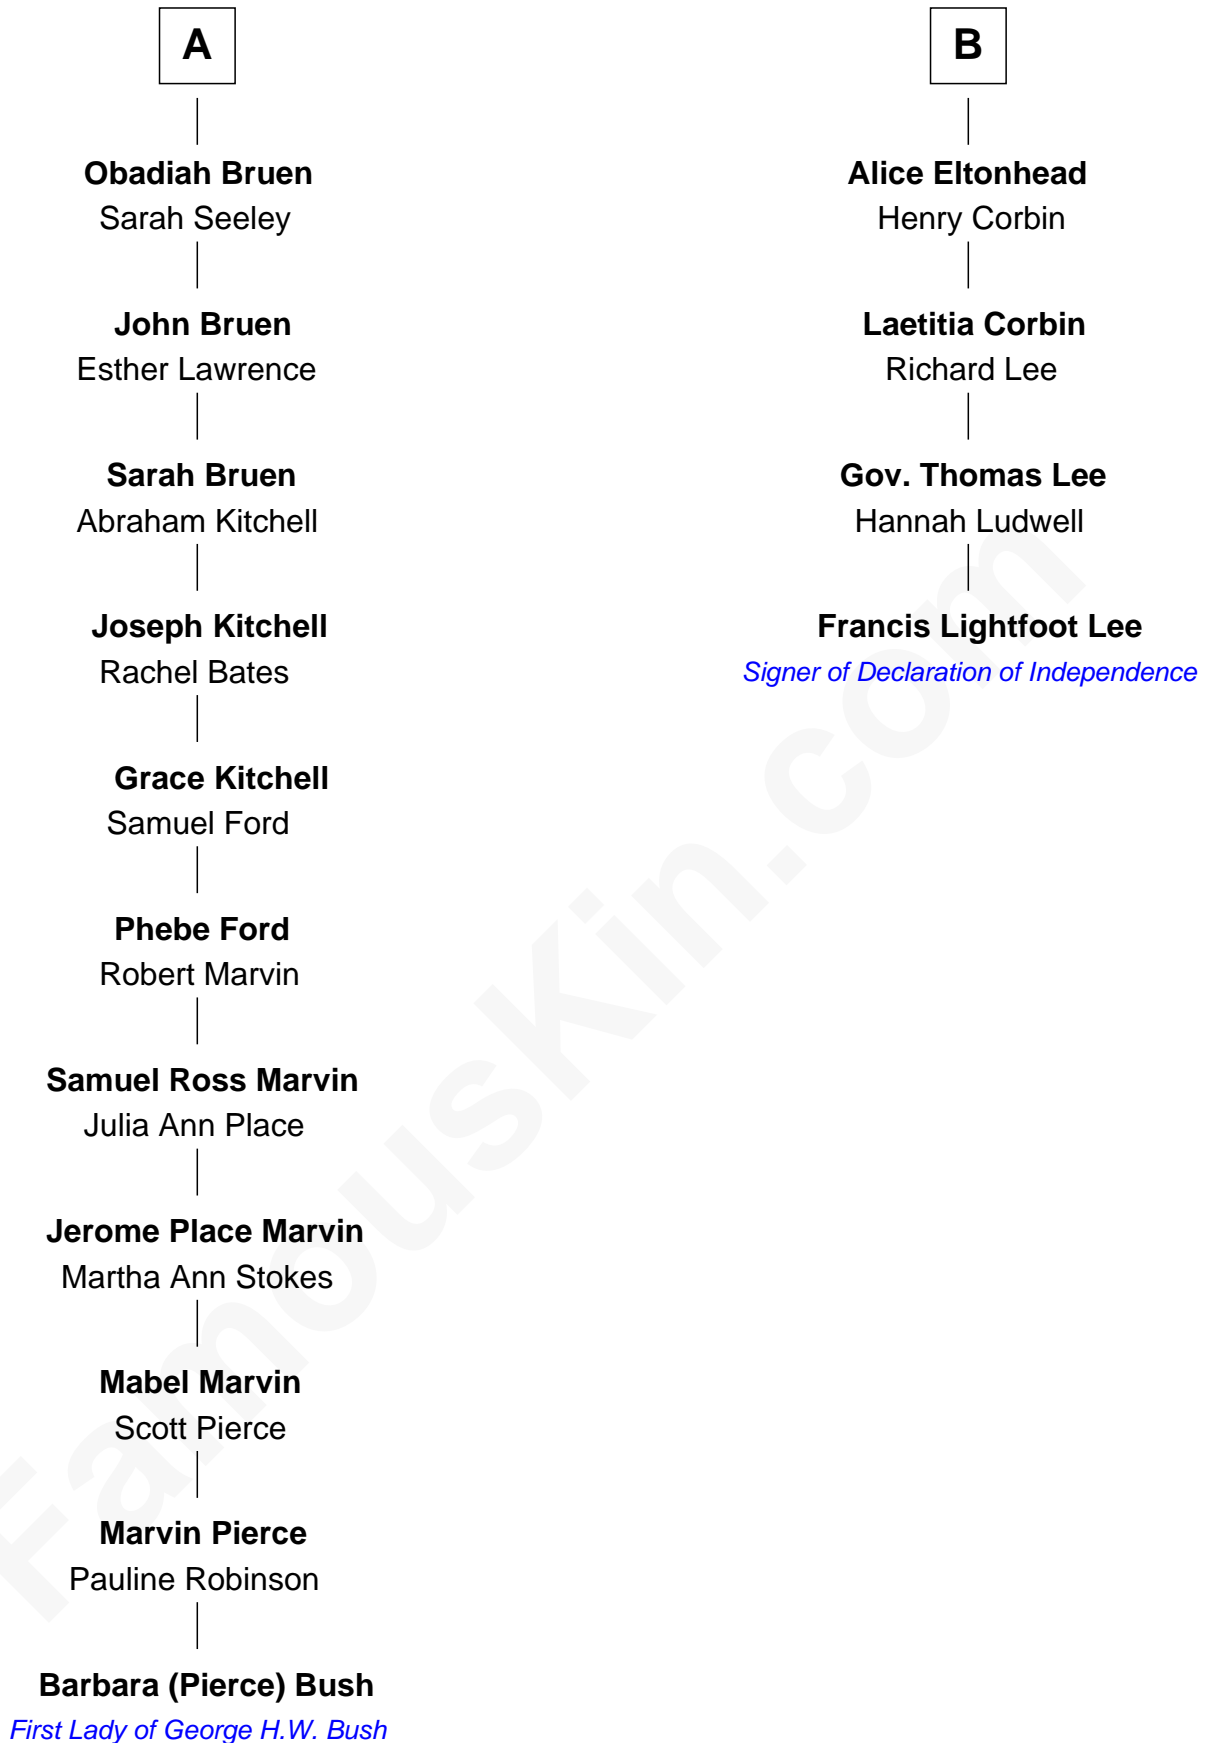 A
Obadiah Bruen
Sarah Seeley
John Bruen
Esther Lawrence
Sarah Bruen
Abraham Kitchell
Joseph Kitchell
Rachel Bates
Grace Kitchell
Samuel Ford
Phebe Ford
Robert Marvin
Samuel Ross Marvin
Julia Ann Place
Jerome Place Marvin
Martha Ann Stokes
Mabel Marvin
Scott Pierce
Marvin Pierce
Pauline Robinson
Barbara (Pierce) Bush
First Lady of George H.W. Bush
B
Alice Eltonhead
Henry Corbin
Laetitia Corbin
Richard Lee
Gov. Thomas Lee
Hannah Ludwell
Francis Lightfoot Lee
Signer of Declaration of Independence
FamousKin.com